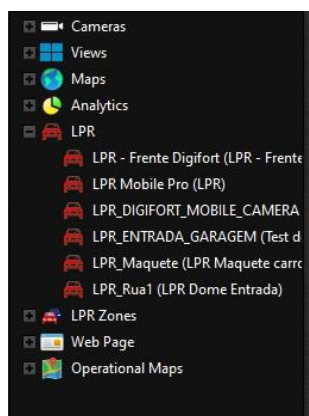 Cameras
Views
Maps
Analytics
LPR
LPR - Frente Digifort (LPR - Frente
LPR Mobile Pro (LPR)
LPR_DIGIFORT_MOBILE_CAMERA
LPR_ENTRADA_GARAGEM (Test d
LPR_Maquete (LPR Maquete carro
LPR_Rua1 (LPR Dome Entrada)
LPR Zones
Web Page
Operational Maps